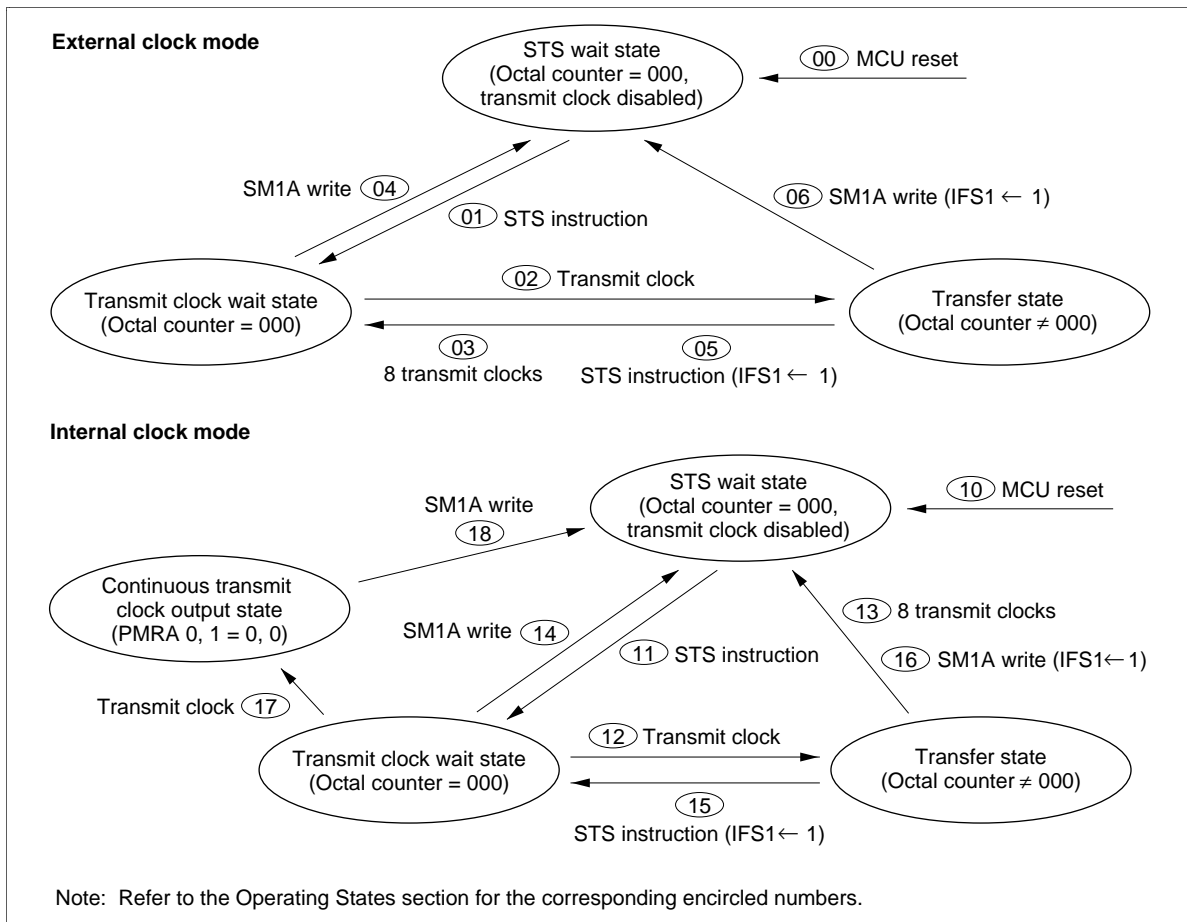 External clock mode
STS wait state
(Octal counter = 000,
transmit clock disabled)
00 MCU reset
SM1A write 04
01 STS instruction
06 SM1A write (IFS1 ← 1)
02 Transmit clock
Transmit clock wait state
(Octal counter = 000)
Transfer state
(Octal counter ≠ 000)
03
8 transmit clocks
05
STS instruction (IFS1 ← 1)
Internal clock mode
STS wait state
(Octal counter = 000,
transmit clock disabled)
10 MCU reset
SM1A write
18
Continuous transmit
clock output state
(PMRA 0, 1 = 0, 0)
13 8 transmit clocks
SM1A write 14
11 STS instruction
16 SM1A write (IFS1← 1)
Transmit clock 17
12 Transmit clock
Transmit clock wait state
(Octal counter = 000)
Transfer state
(Octal counter ≠ 000)
15
STS instruction (IFS1← 1)
Note: Refer to the Operating States section for the corresponding encircled numbers.